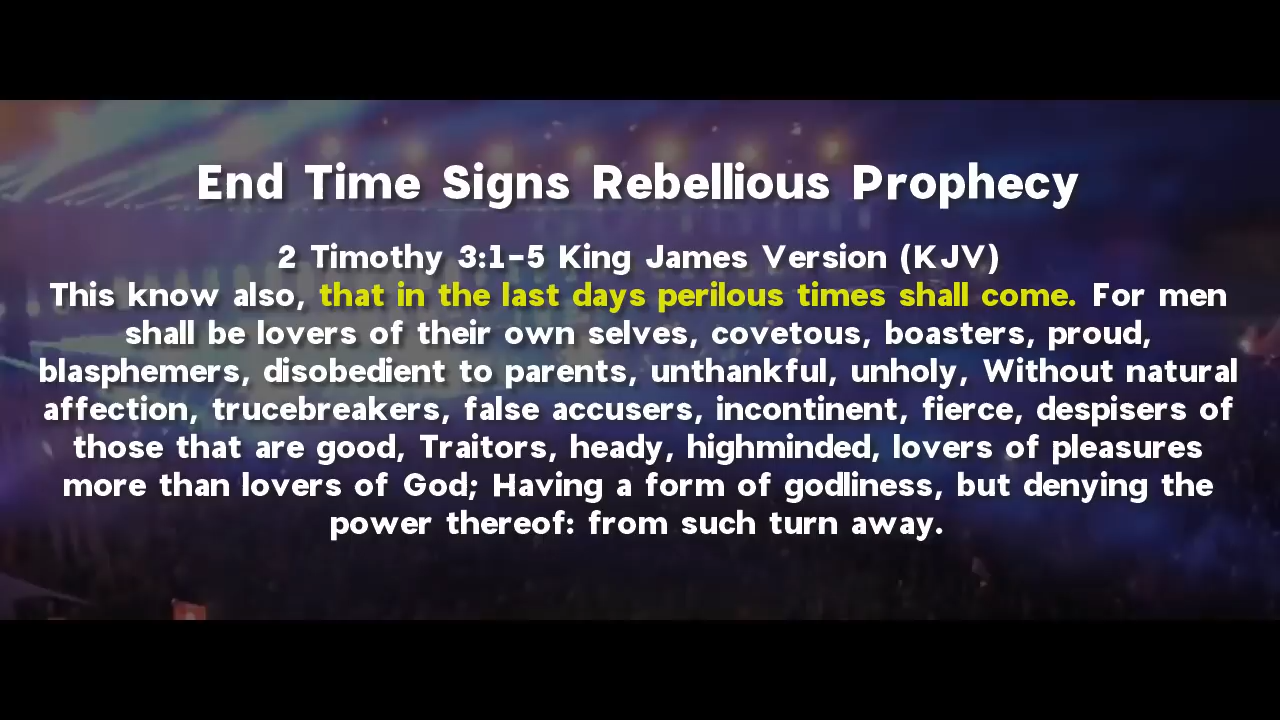 End Time Signs Rebellious Prophecy
2 Timothy 3:1-5 King James Version (KJV)
This know also, that in the last days perilous times shall come. For men
shall be lovers of their own selves, covetous, boasters, proud,
blasphemers, disobedient to parents, unthankful, unholy, Without natural
affection, trucebreakers, false accusers, incontinent, fierce, despisers of
those that are good, Traitors, heady, highminded, lovers of pleasures
more than lovers of God; Having a form of godliness, but denying the
power thereof: from such turn away.